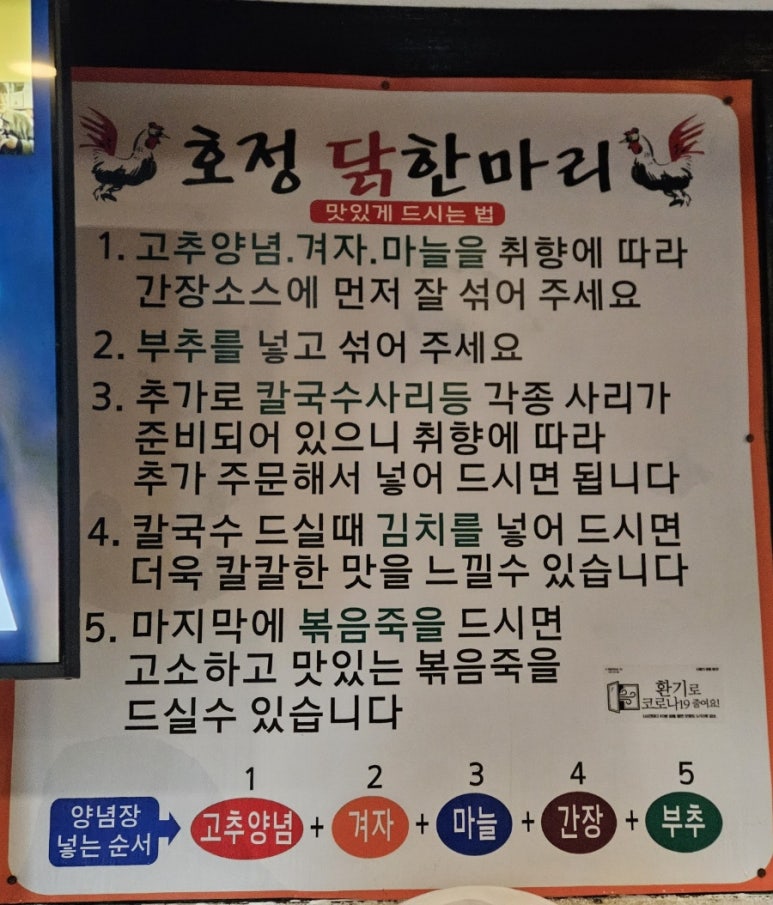 호정 닭한마리
맛있게 드시는 법
1. 고추양념.겨자.마늘을 취향에 따라
간장소스에 먼저 잘 섞어 주세요
2. 부추를 넣고 섞어 주세요
3. 추가로 칼국수사리등 각종 사리가
준비되어 있으니 취향에 따라
추가 주문해서 넣어 드시면 됩니다
4. 칼국수 드실때 김치를 넣어 드시면
더욱 칼칼한 맛을 느낄수 있습니다
5. 마지막에 볶음죽을 드시면
고소하고 맛있는 볶음죽을
드실수 있습니다
환기로
코로나19 줄여요!
1 2 3 4 5
양념장
넣는 순서
고추양념 + 겨자 + 마늘 + 간장 + 부추